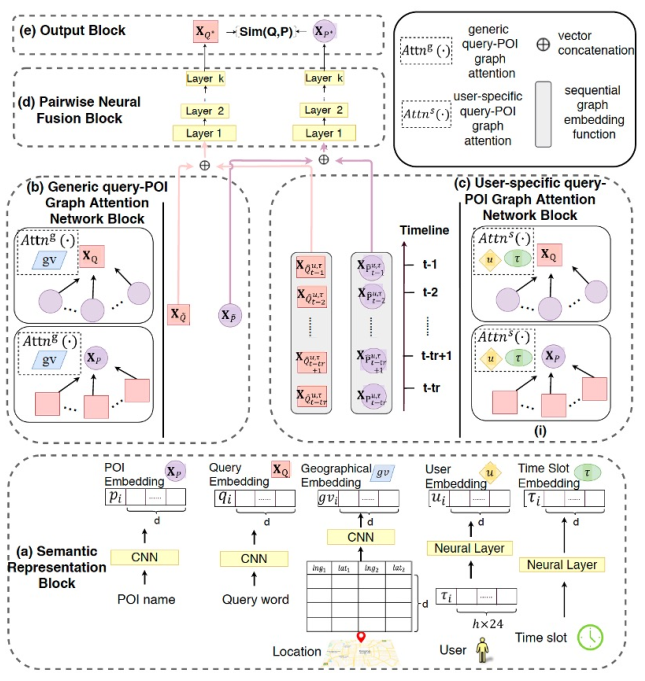 (e) Output Block
X_Q*
Sim(Q,P)
X_P*
Layer k
Layer k
(d) Pairwise Neural
Fusion Block
Layer 2
Layer 2
Layer 1
Layer 1
Attn^g (·)
generic
query-POI
graph
attention
⊕
vector
concatenation
Attn^s(·)
user-specific
query-POI
graph
attention
sequential
graph
embedding
function
(b) Generic query-POI
Graph Attention
Network Block
Attn^g (·)
gv
X_Q
Attn^g (·)
gv
X_P
X_Q̄
X_P̄
Timeline
t-1
t-2
t-tr+1
t-tr
(c) User-specific query-
POI Graph Attention
Network Block
Attn^s(·)
u
τ
X_Q
Attn^s(·)
u
τ
X_P
(i)
(a) Semantic
Representation
Block
POI
Embedding
X_P
p_i
......
d
CNN
POI name
Query
Embedding
X_Q
q_i
......
d
CNN
Query word
Geographical
Embedding
gv
gv_i
......
d
CNN
lng₁ lat₁ lng₂ lat₂
d
Location
User
Embedding
u
u_i
......
d
Neural Layer
τ_i
......
h×24
User
Time Slot
Embedding
τ
τ_i
......
d
Neural Layer
Time slot